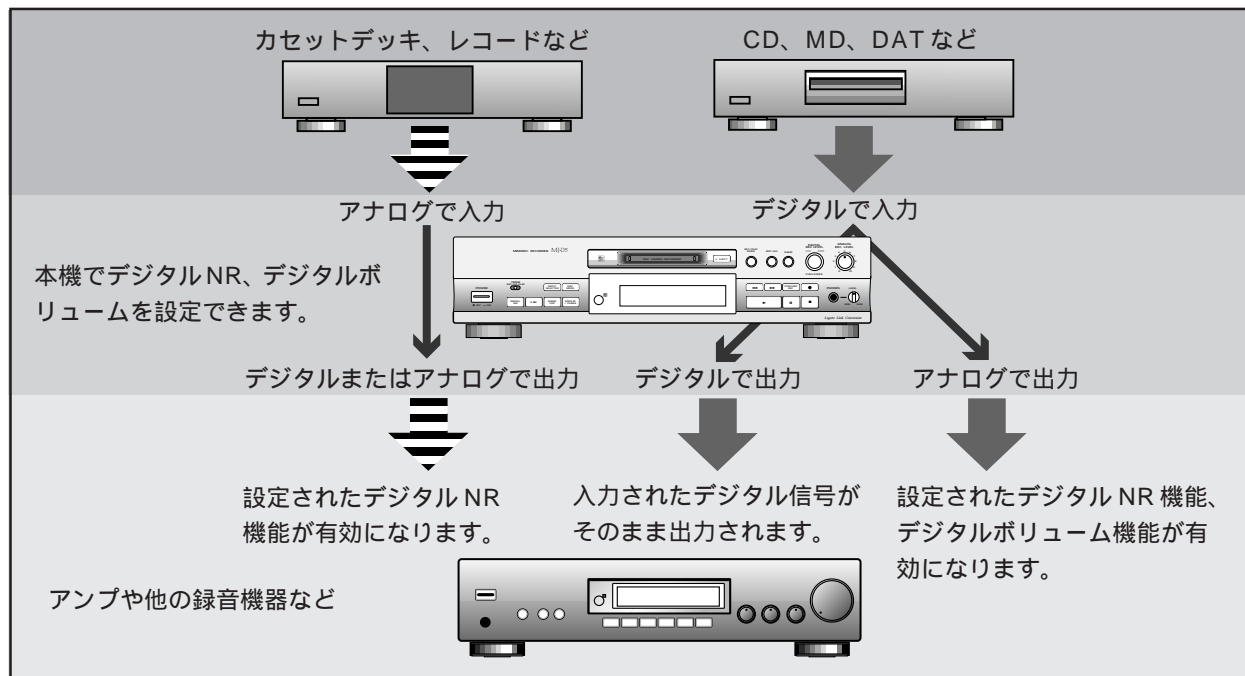 カセットデッキ、レコードなど
CD、MD、DATなど
アナログで入力
デジタルで入力
本機でデジタルNR、デジタルボ
リュームを設定できます。
デジタルまたはアナログで出力
デジタルで出力
アナログで出力
設定されたデジタルNR
機能が有効になります。
入力されたデジタル信号が
そのまま出力されます。
設定されたデジタルNR機能、
デジタルボリューム機能が有
効になります。
アンプや他の録音機器など